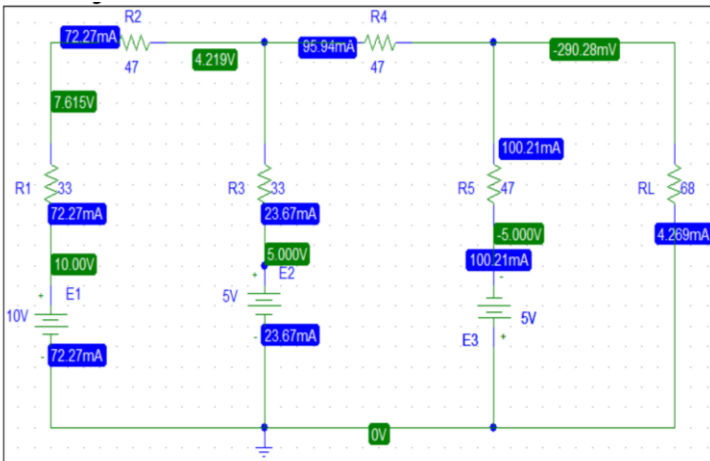 R2
R4
72.27mA
4.219V
95.94mA
-290.28mV
47
47
7.615V
100.21mA
R1
33
R3
33
R5
47
RL
68
72.27mA
23.67mA
4.269mA
-5.000V
10.00V
5.000V
100.21mA
+
E2
-
+
E1
5V
10V
5V
-
72.27mA
-
23.67mA
E3
+
0V